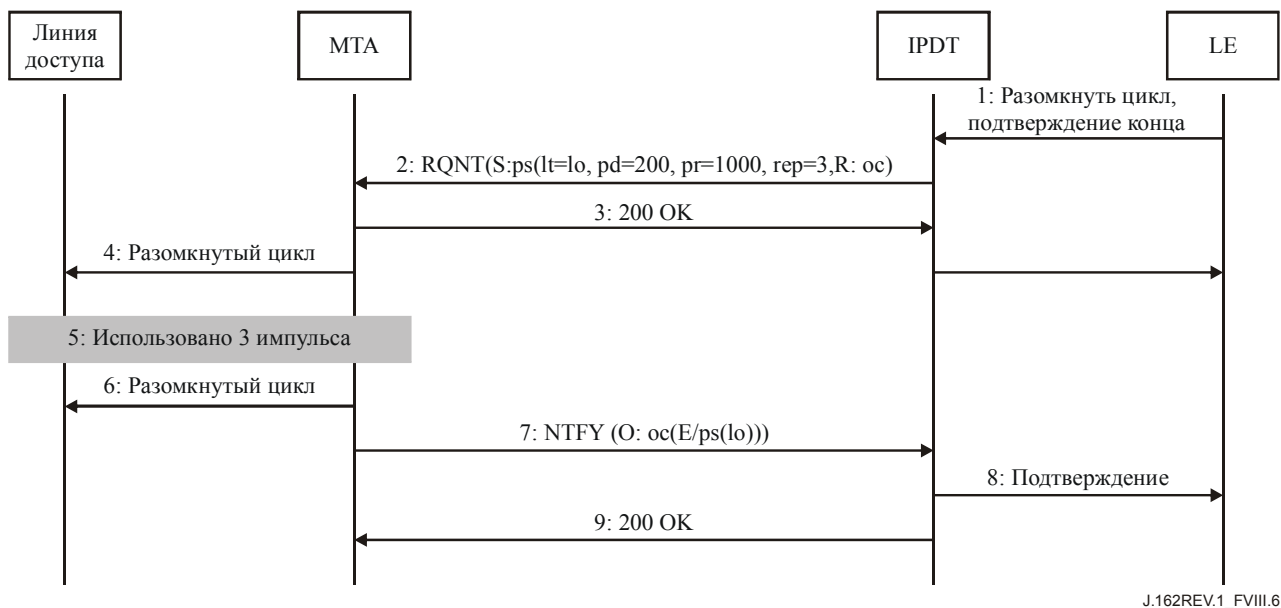 Линия
доступа
MTA
IPDT
LE
1: Разомкнуть цикл,
подтверждение конца
2: RQNT(S:ps(lt=lo, pd=200, pr=1000, rep=3,R: oc)
3: 200 OK
4: Разомкнутый цикл
5: Использовано 3 импульса
6: Разомкнутый цикл
7: NTFY (O: oc(E/ps(lo)))
8: Подтверждение
9: 200 OK
J.162REV.1_FVIII.6